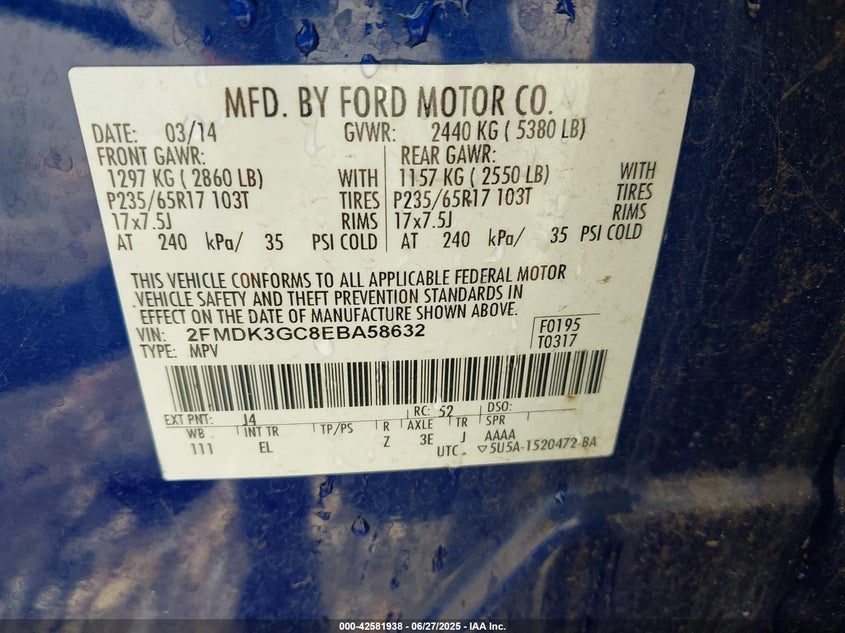 MFD. BY FORD MOTOR CO.
DATE: 03/14 GVWR: 2440 KG ( 5380 LB)
FRONT GAWR: REAR GAWR:
1297 KG ( 2860 LB) WITH 1157 KG ( 2550 LB) WITH
P235/65R17 103T TIRES P235/65R17 103T TIRES
17x7.5J RIMS 17x7.5J RIMS
AT 240 kPa/ 35 PSI COLD AT 240 kPa/ 35 PSI COLD
THIS VEHICLE CONFORMS TO ALL APPLICABLE FEDERAL MOTOR
VEHICLE SAFETY AND THEFT PREVENTION STANDARDS IN
EFFECT ON THE DATE OF MANUFACTURE SHOWN ABOVE.
VIN: 2FMDK3GC8EBA58632 F0195
TYPE: MPV T0317
EXT PNT: J4 RC: 52 DSO:
WB INT TR TP/PS R AXLE TR SPR
111 EL Z 3E J AAAA
UTC ▽5U5A-1520472-BA
000-42581938 - 06/27/2025 - IAA Inc.